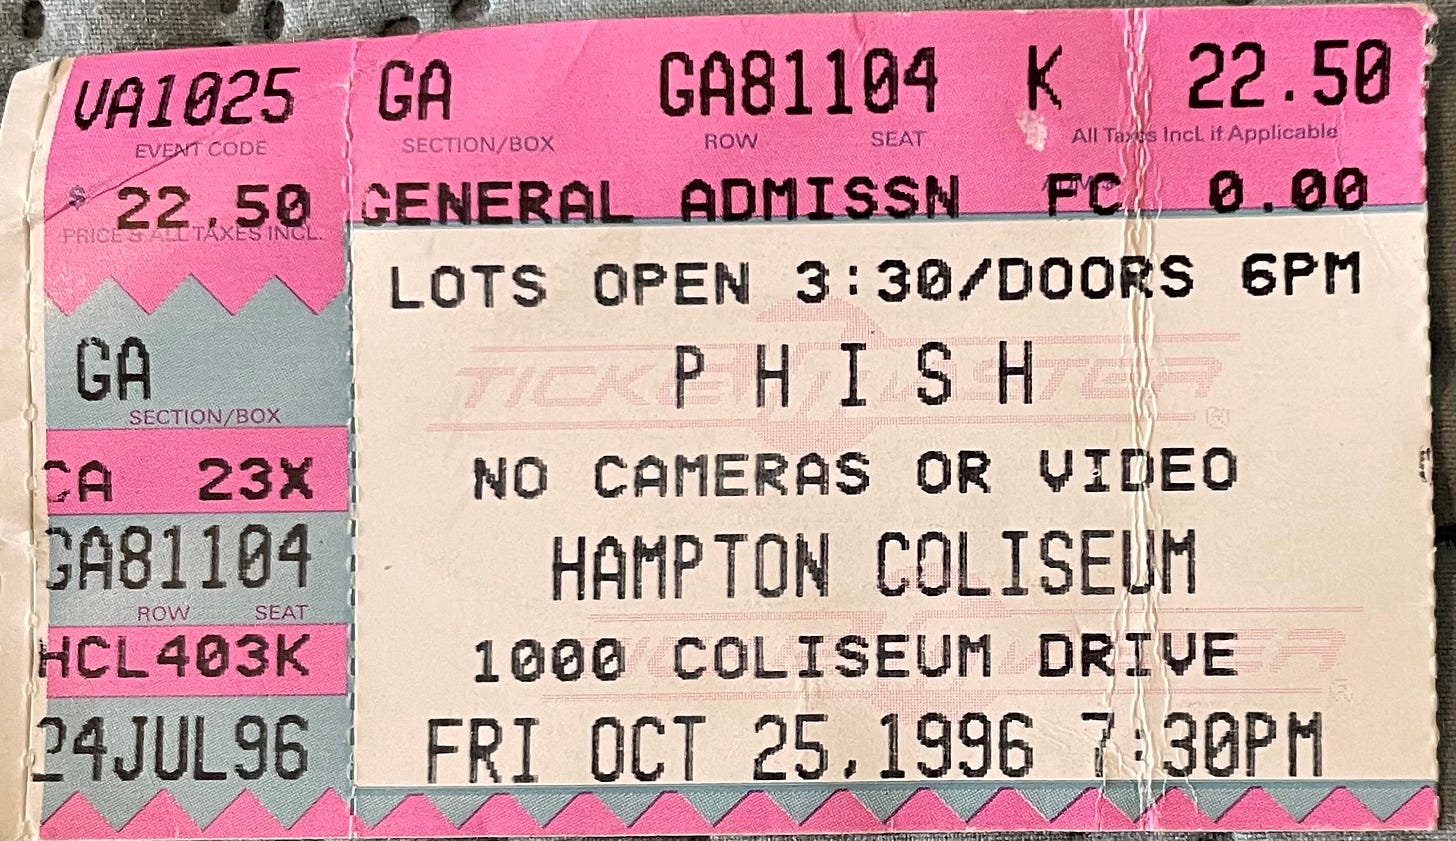 VA1025
EVENT CODE
$ 22.50
PRICE & ALL TAXES INCL.
GA
SECTION/BOX
CA 23X
GA81104
ROW SEAT
HCL403K
24JUL96
GA GA81104 K 22.50
SECTION/BOX ROW SEAT All Taxes Incl. if Applicable
GENERAL ADMISSN FC 0.00
LOTS OPEN 3:30/DOORS 6PM
TICKETMASTER
PHISH
NO CAMERAS OR VIDEO
HAMPTON COLISEUM
1000 COLISEUM DRIVE
FRI OCT 25,1996 7:30PM